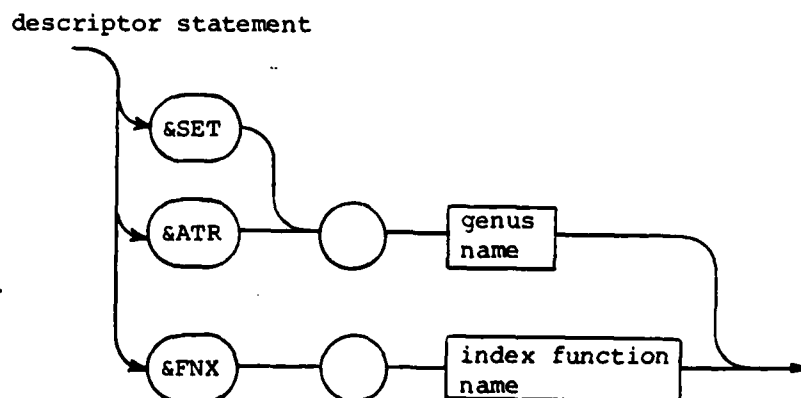 descriptor statement
&SET
&ATR
genus
name
&FNX
index function
name